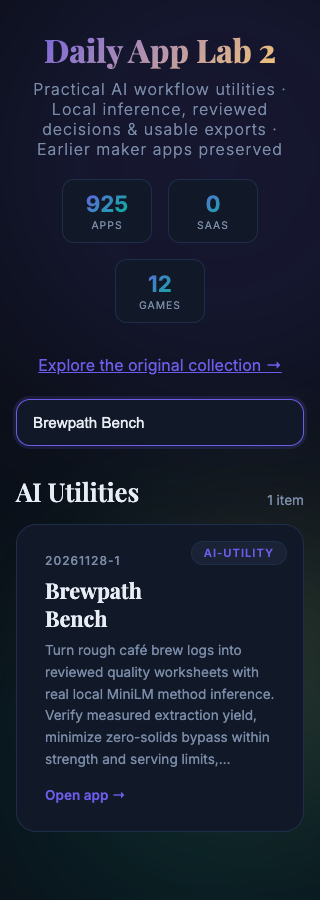 Daily App Lab 2
Practical AI workflow utilities ·
Local inference, reviewed
decisions & usable exports ·
Earlier maker apps preserved
925
APPS
0
SAAS
12
GAMES
Explore the original collection →
Brewpath Bench
AI Utilities
1 item
20261128-1
AI-UTILITY
Brewpath
Bench
Turn rough café brew logs into
reviewed quality worksheets with
real local MiniLM method inference.
Verify measured extraction yield,
minimize zero-solids bypass within
strength and serving limits,...
Open app →